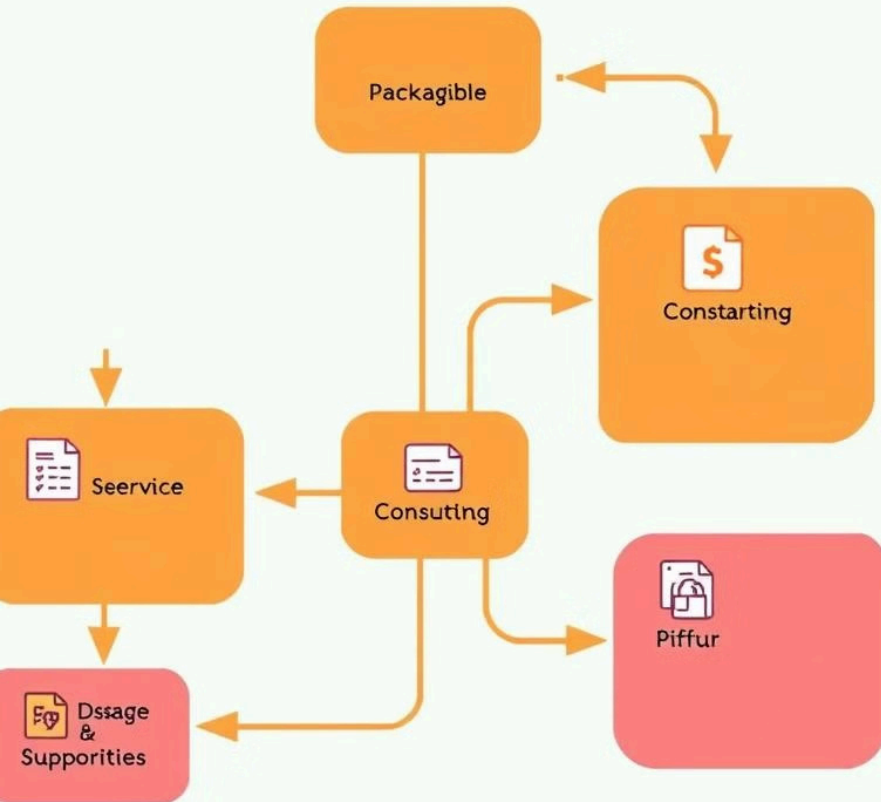 Packagible
$
Constarting
Seervice
Consuting
Piffur
Dssage
&
Supporities